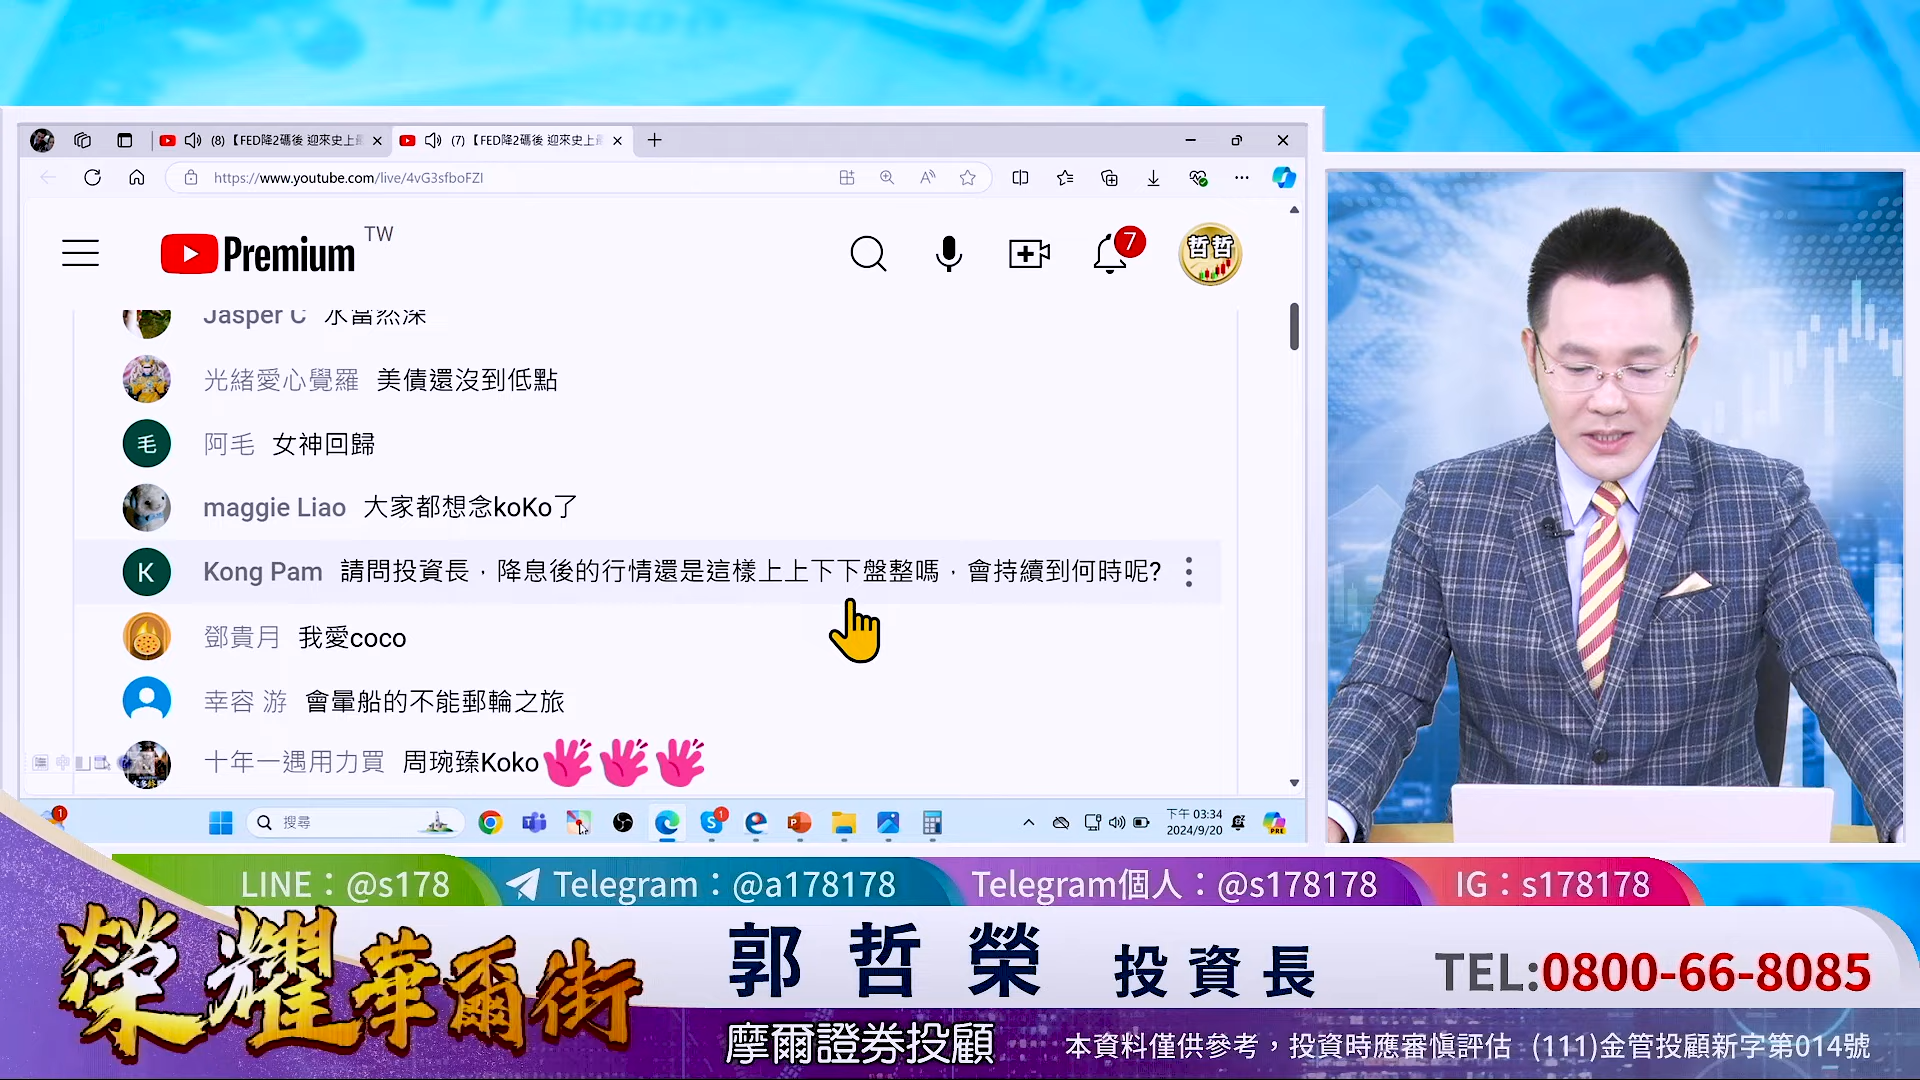 (8)【FED降2碼後 迎來史上
(7)【FED降2碼後 迎來史上
https://www.youtube.com/live/4vG3sfboFZI
Premium TW
7
哲哲
Jasper C 水當然深
光緒愛心覺羅 美債還沒到低點
毛 阿毛 女神回歸
maggie Liao 大家都想念koKo了
K Kong Pam 請問投資長，降息後的行情還是這樣上上下下盤整嗎，會持續到何時呢?
鄧貴月 我愛coco
幸容 游 會暈船的不能郵輪之旅
十年一遇用力買 周琬臻Koko
1
搜尋
1
下午 03:34
2024/9/20
LINE：@s178 Telegram：@a178178 Telegram個人：@s178178 IG：s178178
榮耀華爾街
郭哲榮 投資長
TEL:0800-66-8085
摩爾證券投顧
本資料僅供參考，投資時應審慎評估 (111)金管投顧新字第014號